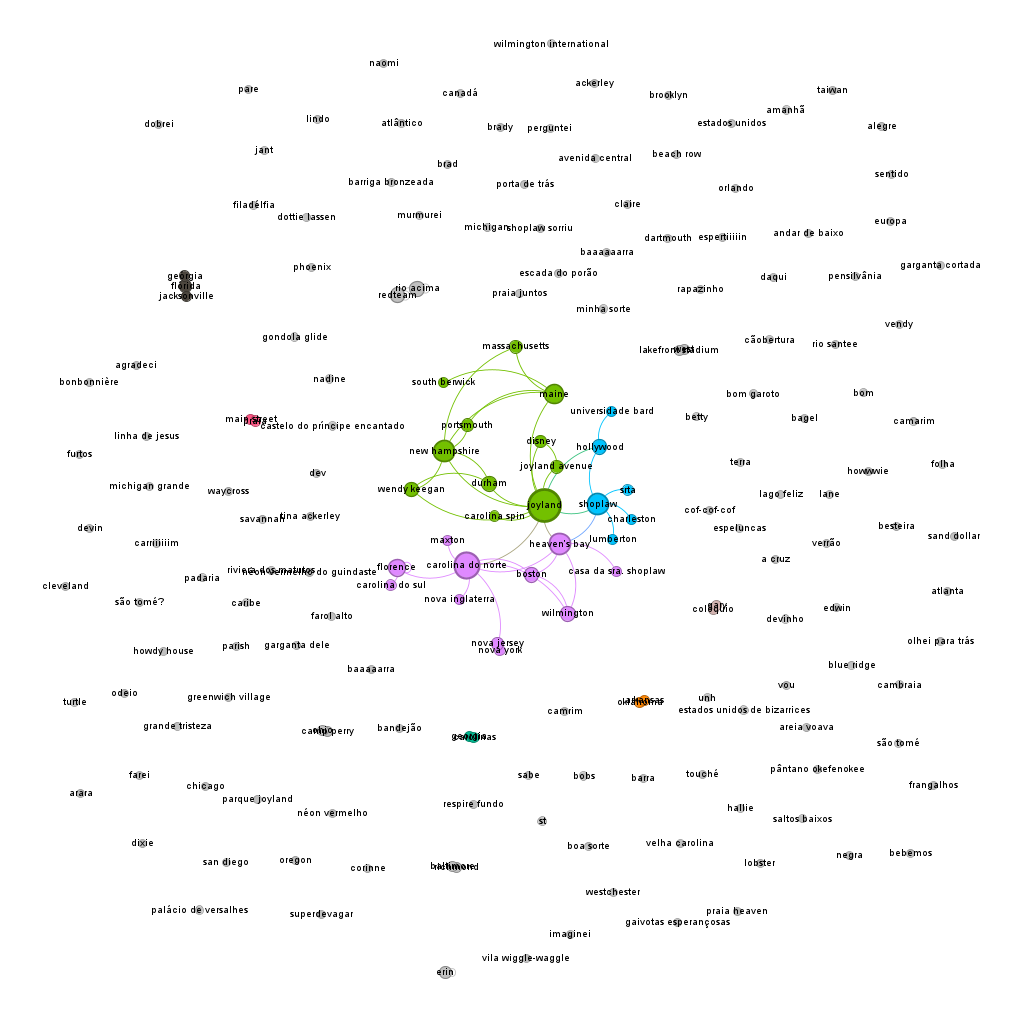 wilmington international
naomi
ackerley
pare
canadá
brooklyn
taiwan
amanhã
lindo
dobrei
atlântico
brady
perguntei
estados unidos
alegre
jant
avenida central
beach row
brad
sentido
barriga bronzeada
porta de trás
orlando
filadélfia
claire
dottie lassen
murmurei
europa
michigan
shoplaw sorriu
andar de baixo
dartmouth
espertiiiiin
baaaaarra
garganta cortada
phoenix
escada do porão
georgia
daqui
pensilvânia
flórida
rio acima
rapazinho
jacksonville
redteam
praia juntos
minha sorte
vendy
gondola glide
cãobertura
rio santee
massachusetts
lakefront stadium
west
agradeci
nadine
bonbonnière
south berwick
maine
bom garoto
bom
universidade bard
betty
bagel
main street
camarim
castelo do príncipe encantado
portsmouth
linha de jesus
disney
hollywood
new hampshire
furtos
terra
folha
joyland avenue
howwwie
dev
durham
michigan grande
waycross
wendy keegan
srta
lago feliz
lane
joyland
shoplaw
cof-cof-cof
savannah
tina ackerley
carolina spin
charleston
devin
espeluncas
besteira
sand dollar
maxton
lumberton
carriiiiiim
heaven's bay
verrão
a cruz
carolina do norte
florence
riviera dos matutos
néon vermelho do guindaste
boston
casa da sra. shoplaw
padaria
cleveland
carolina do sul
atlanta
são tomé?
caribe
nova inglaterra
edwin
colégio
farol alto
wilmington
devinho
olhei para trás
parish
garganta dele
nova jersey
howdy house
nova york
blue ridge
baaaaarra
vou
cambraia
odeio
greenwich village
unh
turtle
arkansas
oklahoma
camrim
estados unidos de bizarrices
grande tristeza
bandejão
areia voava
camp perry
georgia
carolinas
são tomé
pântano okefenokee
farei
sabe
bobs
barra
touché
chicago
frangalhos
arara
parque joyland
respire fundo
hallie
néon vermelho
saltos baixos
st
dixie
boa sorte
velha carolina
negra
bebemos
san diego
oregon
corinne
baltimore
richmond
lobster
westchester
palácio de versalhes
superdevagar
praia heaven
gaivotas esperançosas
imaginei
vila wiggle-waggle
erin